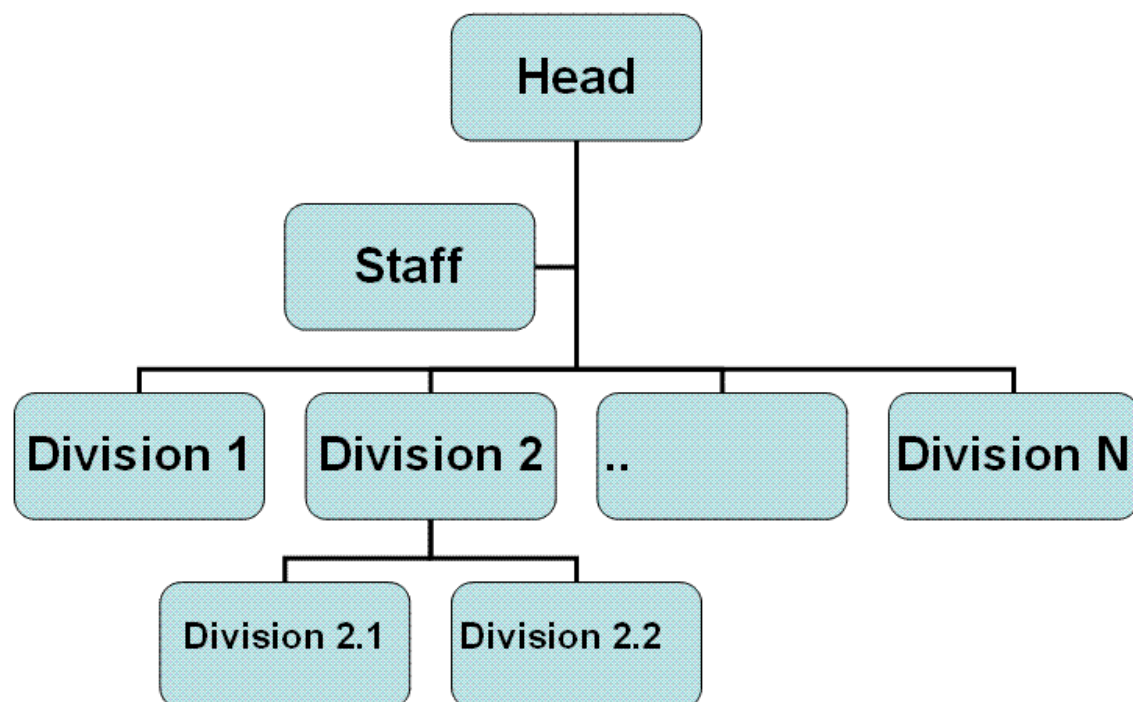 Head
Staff
Division 1
Division 2
..
Division N
Division 2.1
Division 2.2